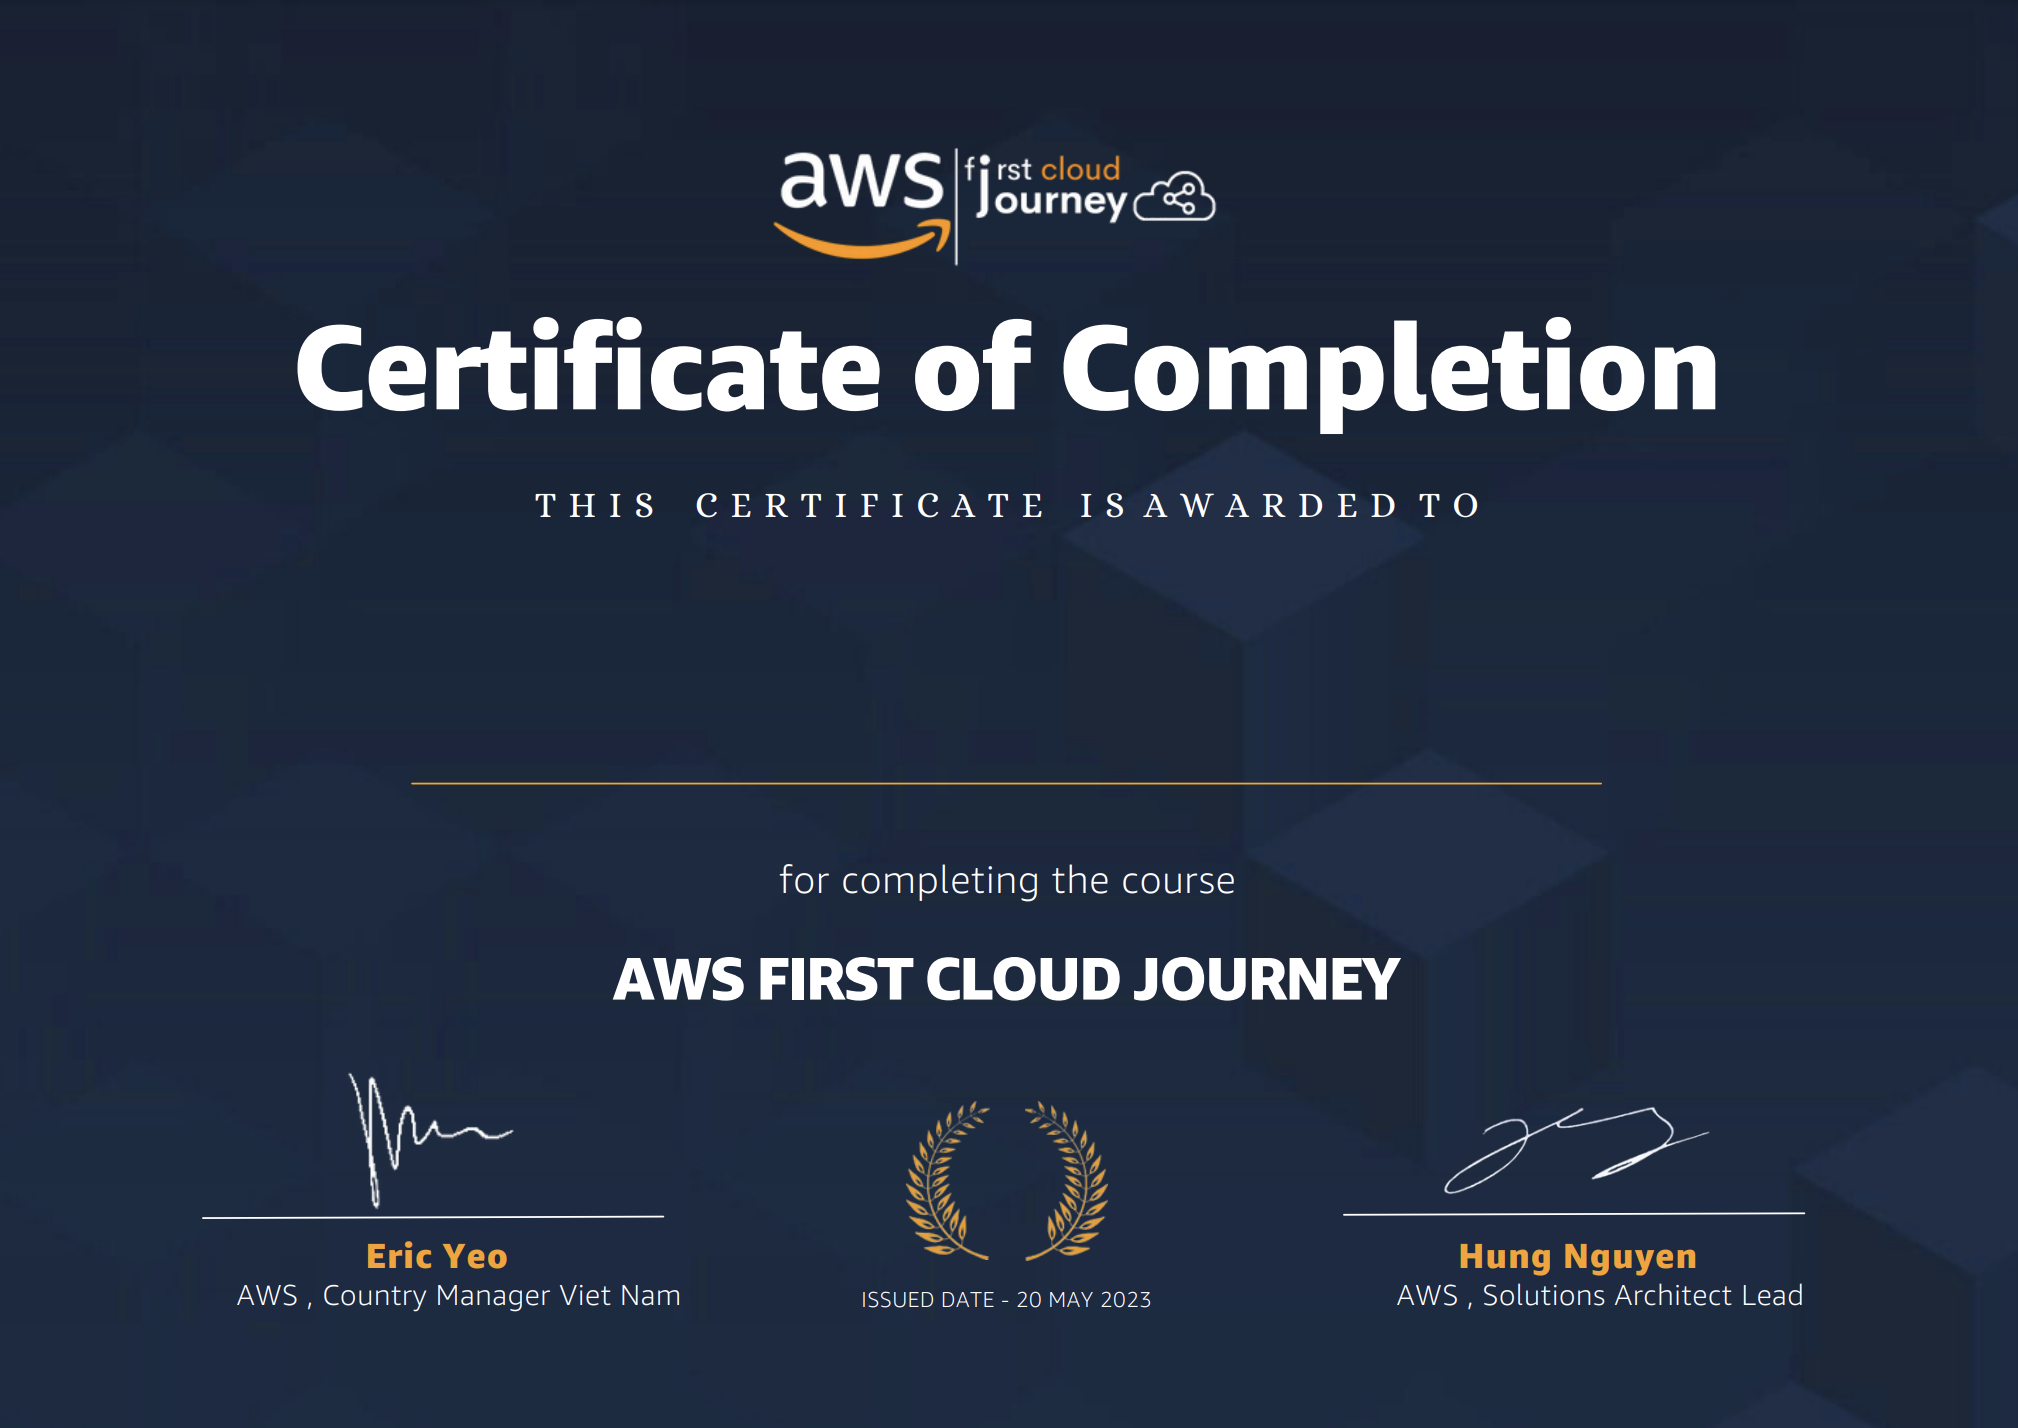 aws first cloud
journey
Certificate of Completion
THIS CERTIFICATE IS AWARDED TO
for completing the course
AWS FIRST CLOUD JOURNEY
Eric Yeo
AWS , Country Manager Viet Nam
ISSUED DATE - 20 MAY 2023
Hung Nguyen
AWS , Solutions Architect Lead